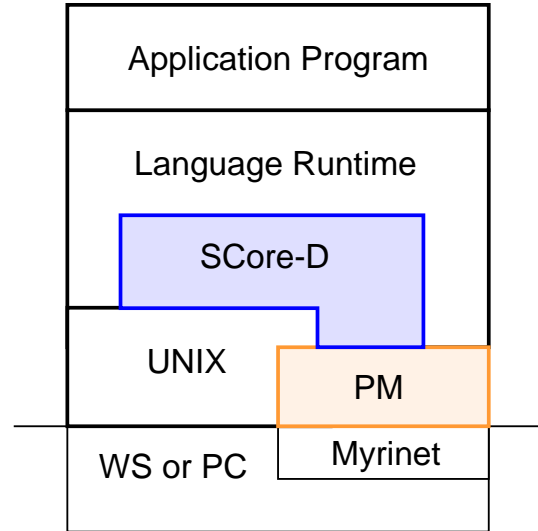 Application Program
Language Runtime
SCore-D
UNIX
PM
WS or PC
Myrinet